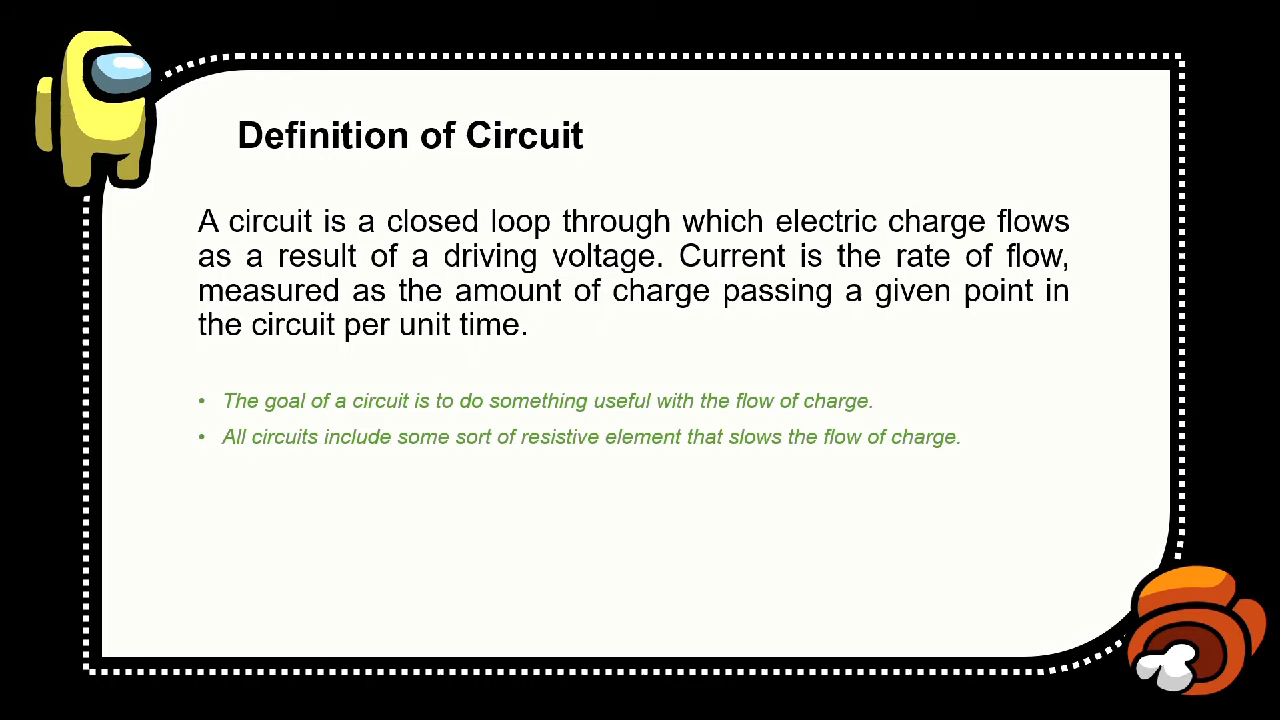 Definition of Circuit
A circuit is a closed loop through which electric charge flows
as a result of a driving voltage. Current is the rate of flow,
measured as the amount of charge passing a given point in
the circuit per unit time.
• The goal of a circuit is to do something useful with the flow of charge.
• All circuits include some sort of resistive element that slows the flow of charge.